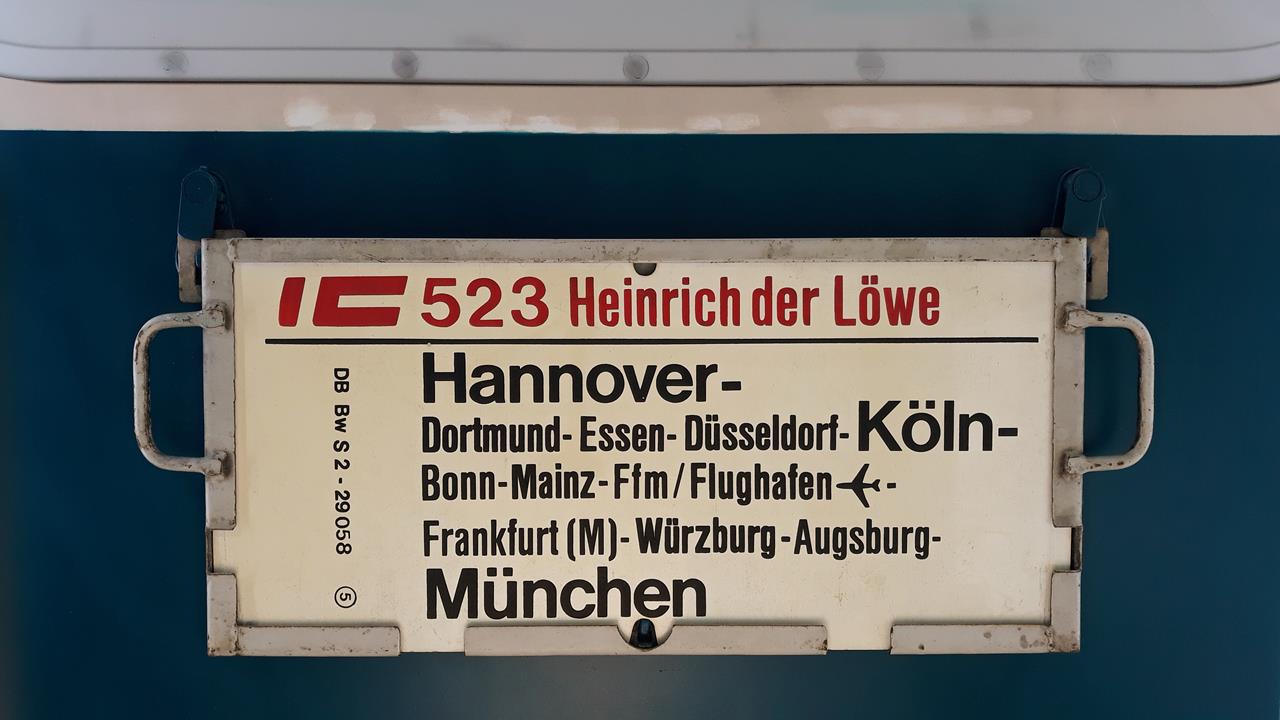 IC 523 Heinrich der Löwe
Hannover-
Dortmund- Essen- Düsseldorf- Köln-
Bonn-Mainz-Ffm/Flughafen -
Frankfurt (M)-Würzburg-Augsburg-
München
DB Bw S 2 - 29058 ⑤